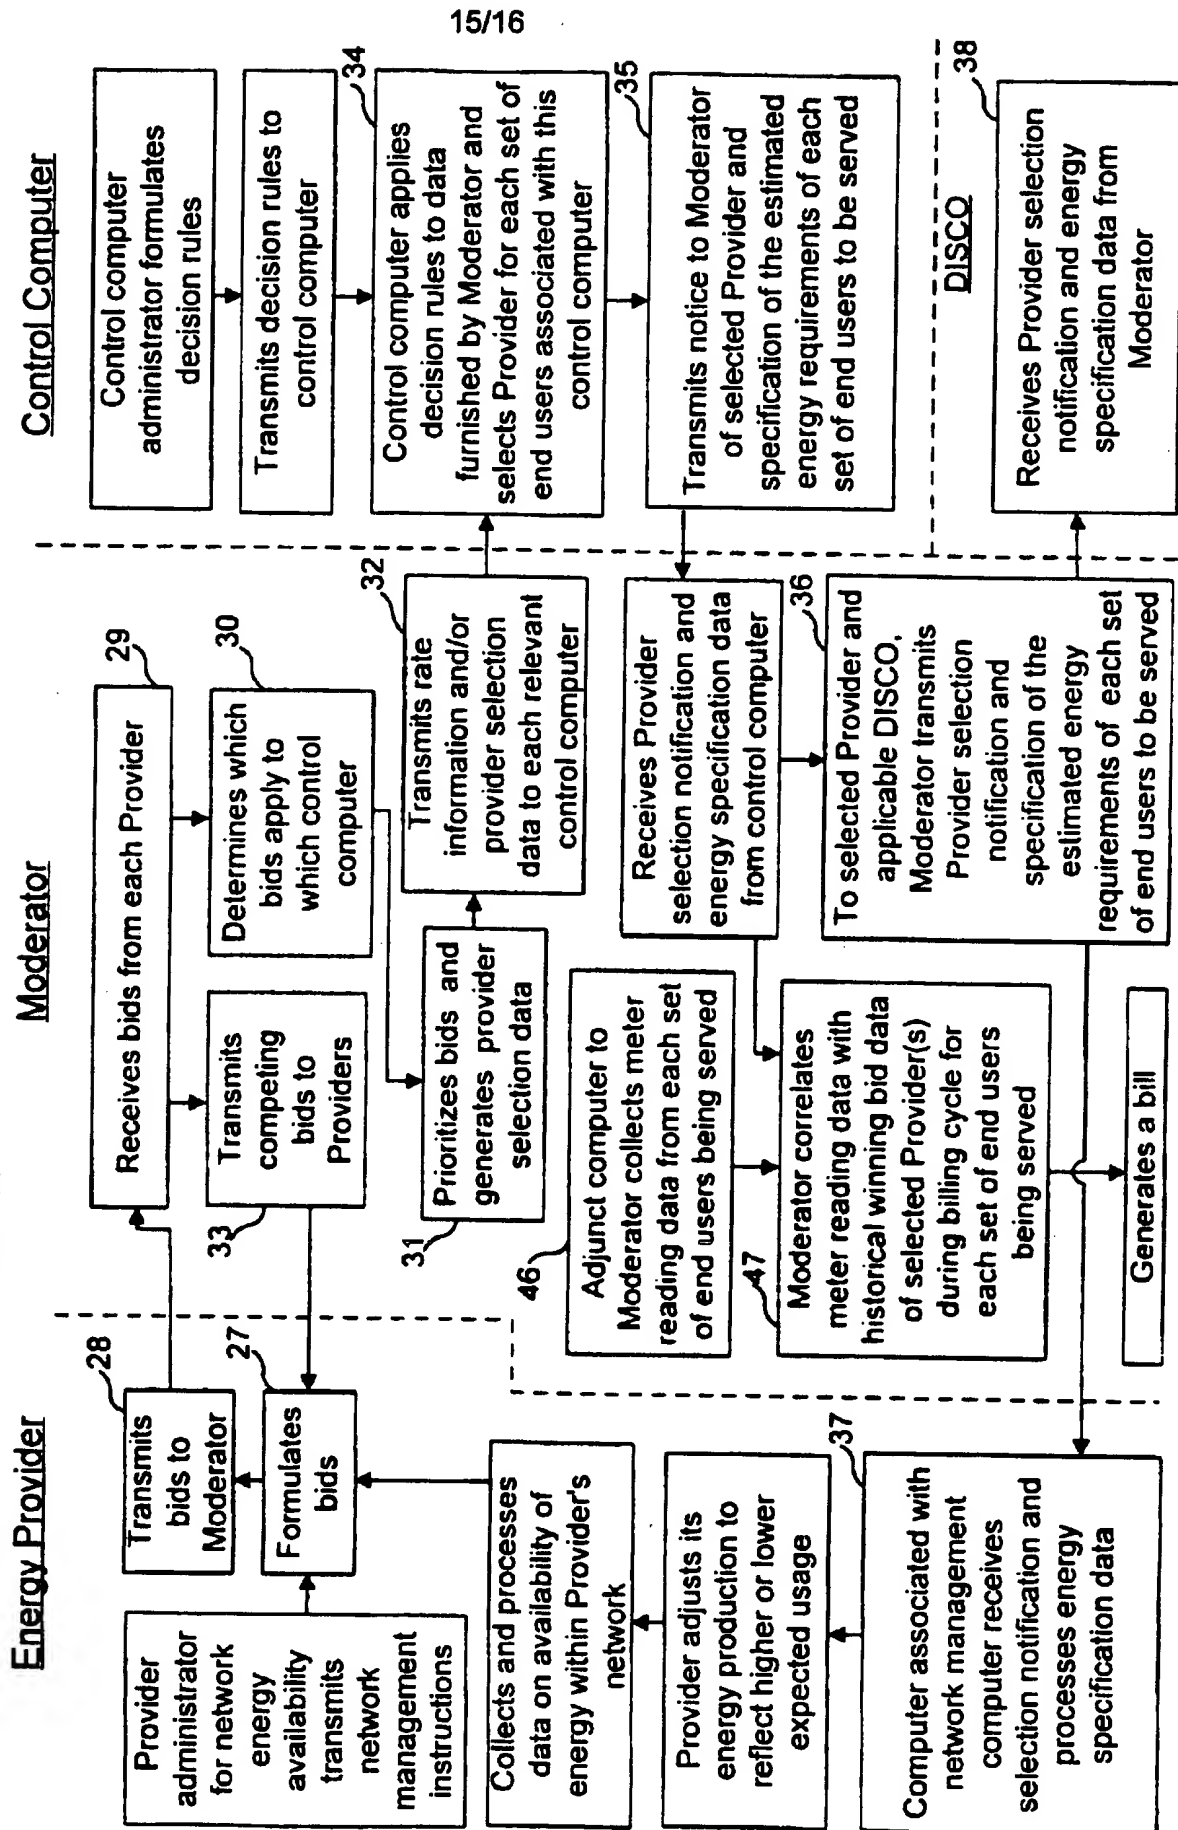 15/16
Energy Provider
Provider
administrator
for network
energy
availability
transmits
network
management
instructions
28
Transmits
bids to
Moderator
27
Formulates
bids
Collects and processes
data on availability of
energy within Provider's
network
Provider adjusts its
energy production to
reflect higher or lower
expected usage
37
Computer associated with
network management
computer receives
selection notification and
processes energy
specification data
Moderator
29
Receives bids from each Provider
33
Transmits
competing
bids to
Providers
30
Determines which
bids apply to
which control
computer
31
Prioritizes bids and
generates provider
selection data
32
Transmits rate
information and/or
provider selection
data to each relevant
control computer
46
Adjunct computer to
Moderator collects meter
reading data from each set
of end users being served
Receives Provider
selection notification and
energy specification data
from control computer
47
Moderator correlates
meter reading data with
historical winning bid data
of selected Provider(s)
during billing cycle for
each set of end users
being served
36
To selected Provider and
applicable DISCO,
Moderator transmits
Provider selection
notification and
specification of the
estimated energy
requirements of each set
of end users to be served
Generates a bill
Control Computer
Control computer
administrator formulates
decision rules
Transmits decision rules to
control computer
34
Control computer applies
decision rules to data
furnished by Moderator and
selects Provider for each set of
end users associated with this
control computer
35
Transmits notice to Moderator
of selected Provider and
specification of the estimated
energy requirements of each
set of end users to be served
DISCO
38
Receives Provider selection
notification and energy
specification data from
Moderator